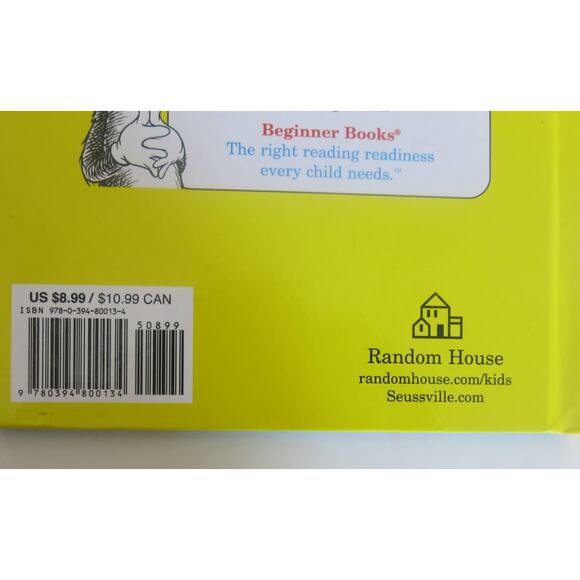 Beginner Books®
The right reading readiness
every child needs.™
US $8.99 / $10.99 CAN
ISBN 978-0-394-80013-4
50899
9 780394 800134
Random House
randomhouse.com/kids
Seussville.com